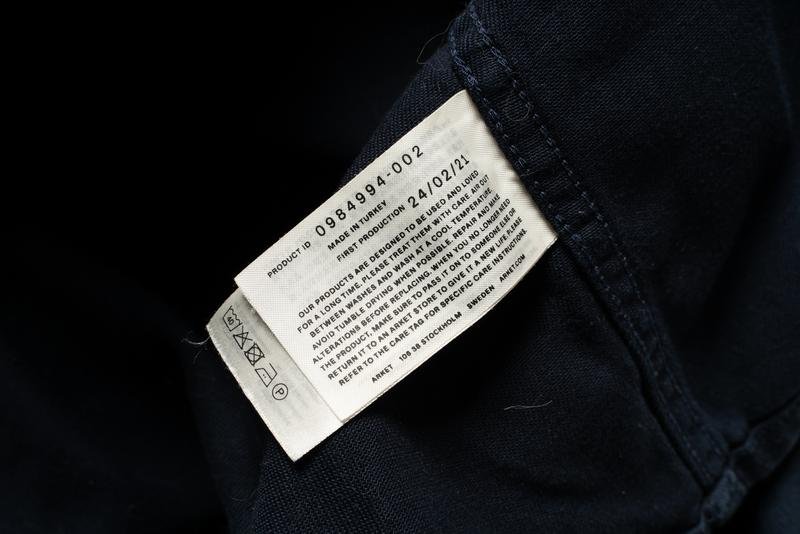 PRODUCT ID 0984994-002
MADE IN TURKEY
FIRST PRODUCTION 24/02/21
OUR PRODUCTS ARE DESIGNED TO BE USED AND LOVED
FOR A LONG TIME. PLEASE TREAT THEM WITH CARE. AIR OUT
BETWEEN WASHES AND WASH AT A COOL TEMPERATURE.
AVOID TUMBLE DRYING WHEN POSSIBLE. REPAIR AND MAKE
ALTERATIONS BEFORE REPLACING. WHEN YOU NO LONGER NEED
THE PRODUCT, MAKE SURE TO PASS IT ON TO SOMEONE ELSE OR
RETURN IT TO AN ARKET STORE TO GIVE IT A NEW LIFE. PLEASE
REFER TO THE CARE TAG FOR SPECIFIC CARE INSTRUCTIONS.
ARKET 106 38 STOCKHOLM SWEDEN ARKET.COM
40
P